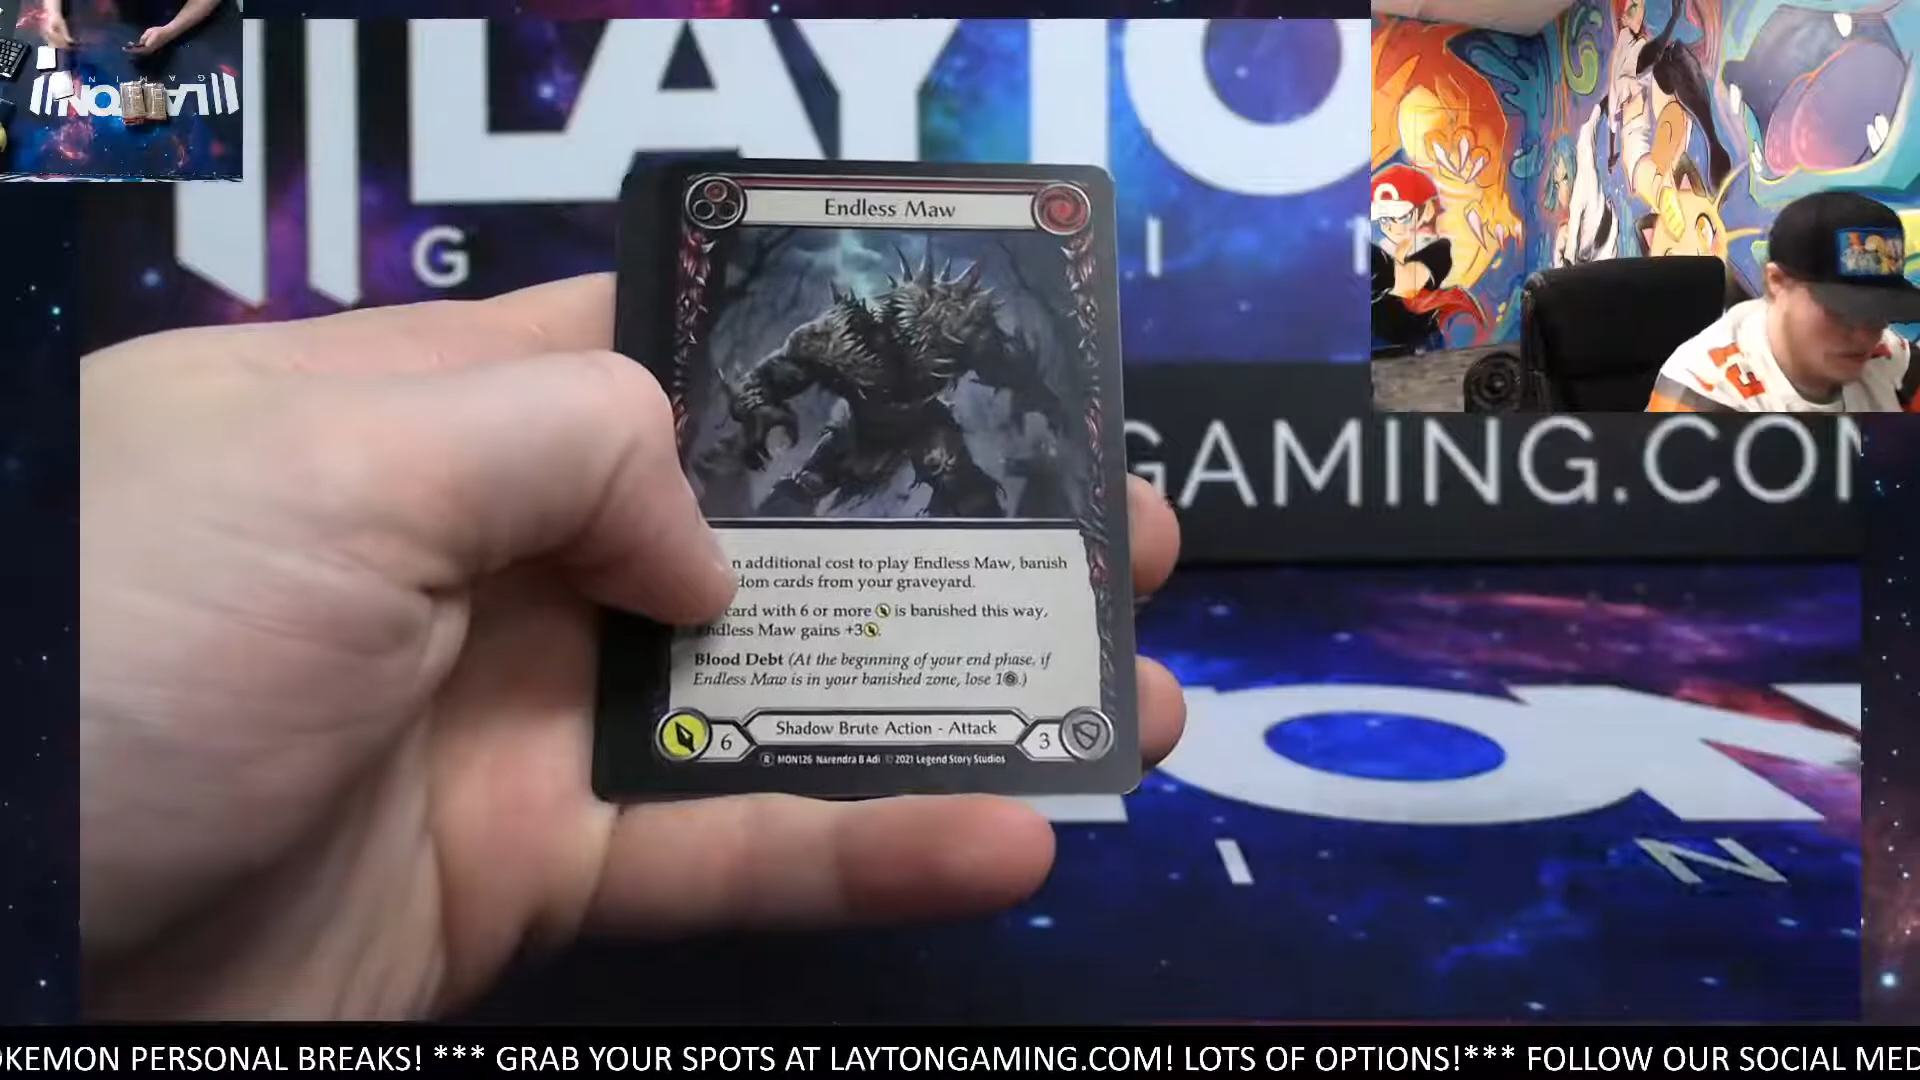 LAYTO
G
I
GAMING.CO
Endless Maw
n additional cost to play Endless Maw, banish
dom cards from your graveyard.
card with 6 or more is banished this way,
ndless Maw gains +3.
Blood Debt (At the beginning of your end phase, if
Endless Maw is in your banished zone, lose 1.)
6
Shadow Brute Action - Attack
3
R MON126 Narendra B Adi © 2021 Legend Story Studios
I N
OKEMON PERSONAL BREAKS! *** GRAB YOUR SPOTS AT LAYTONGAMING.COM! LOTS OF OPTIONS!*** FOLLOW OUR SOCIAL MED